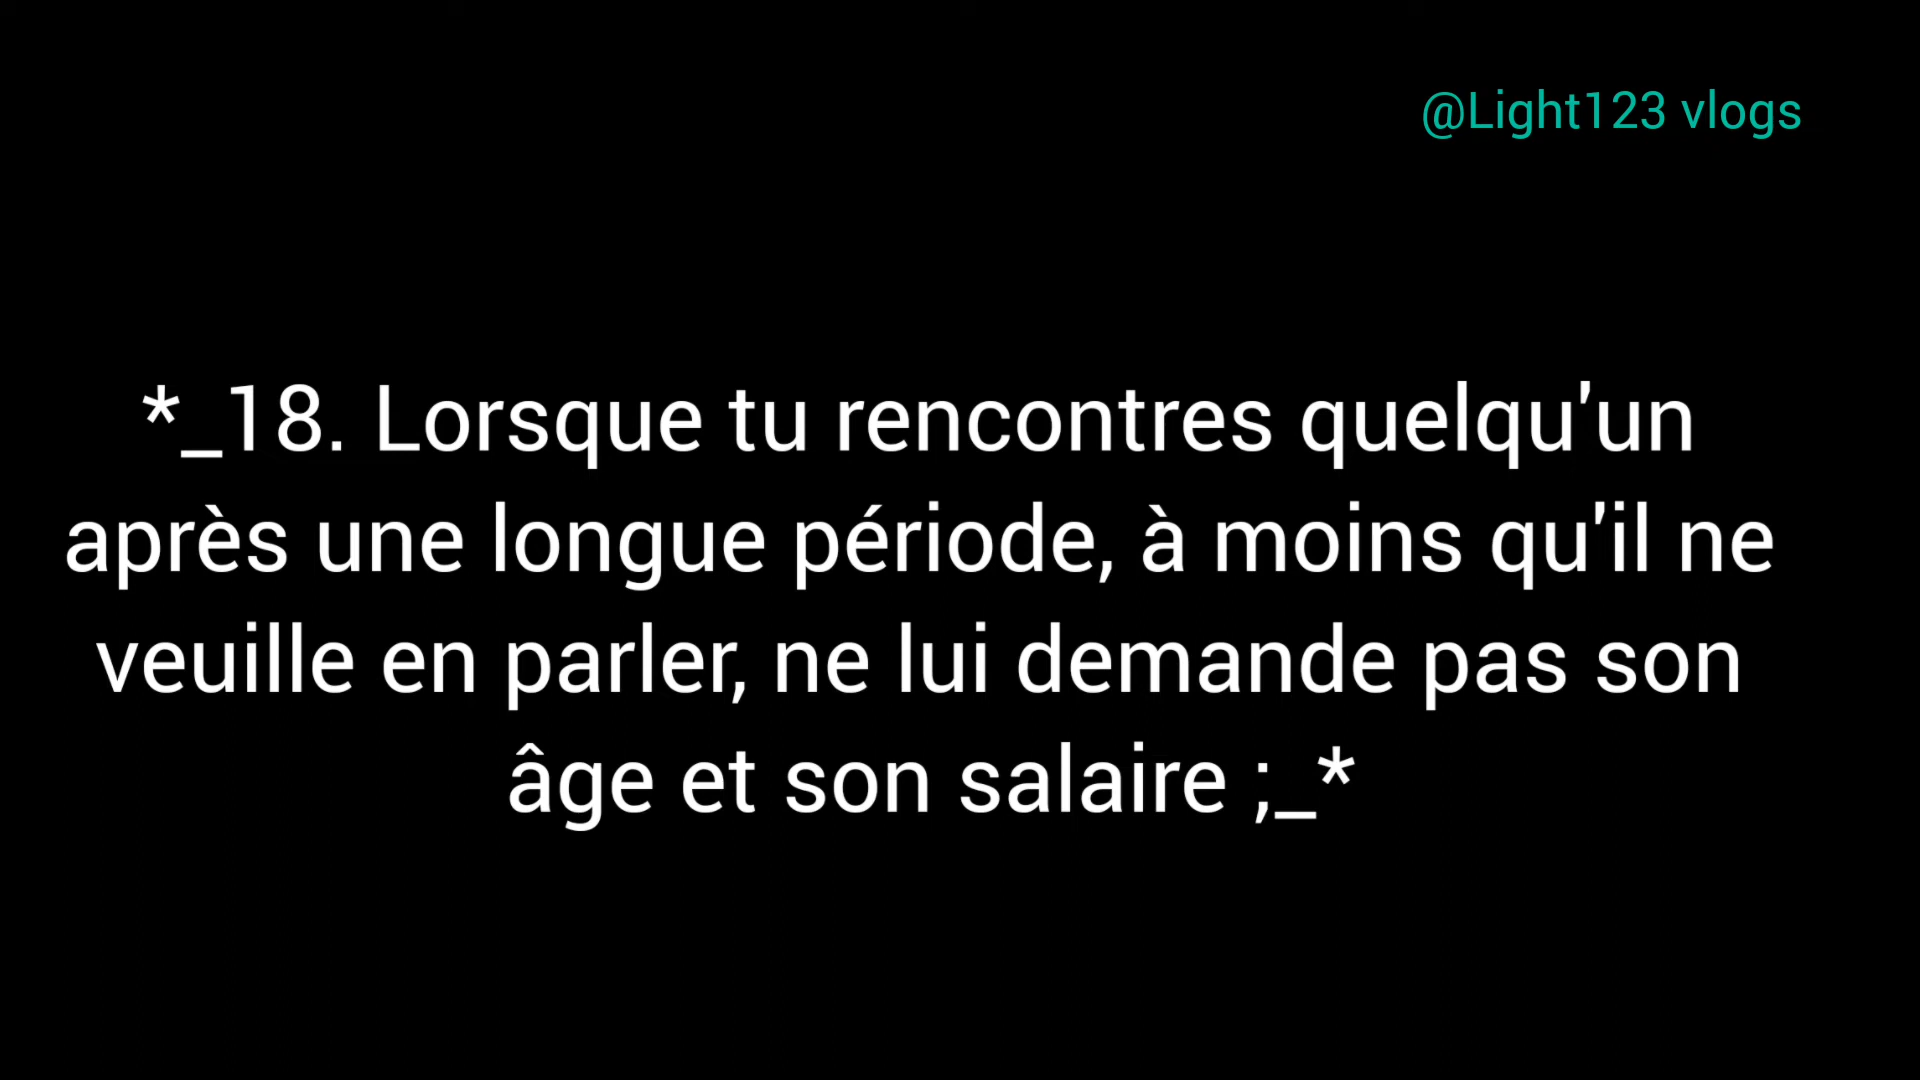 @Light123 vlogs
*_18. Lorsque tu rencontres quelqu'un
après une longue période, à moins qu'il ne
veuille en parler, ne lui demande pas son
âge et son salaire ;_*